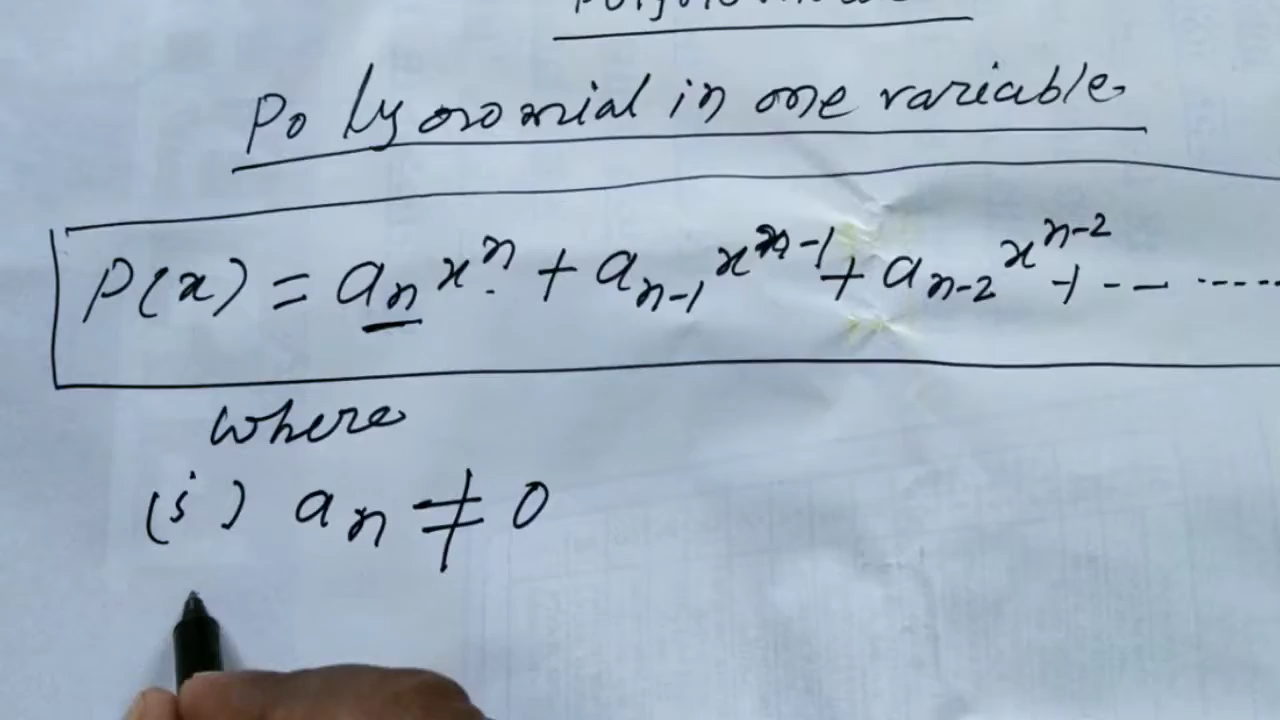 Polynomial in one variable.
P(x) = aₙxⁿ + aₙ₋₁xⁿ⁻¹ + aₙ₋₂xⁿ⁻² + -- -----
where
(i) aₙ ≠ 0